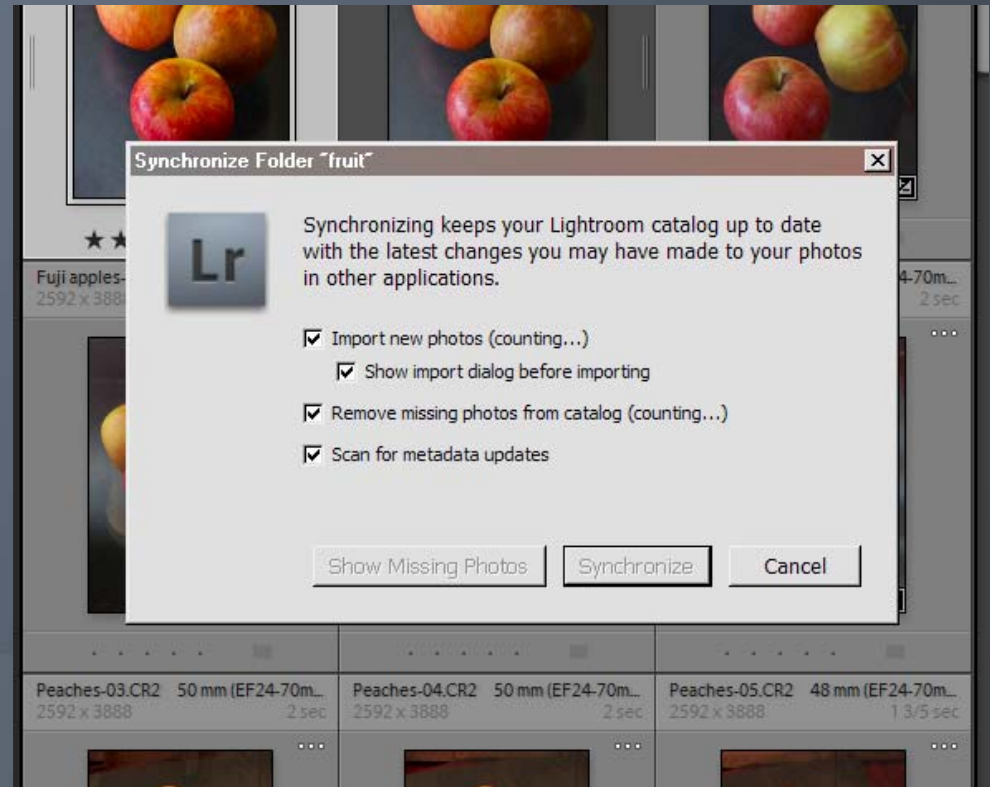 Synchronize Folder "fruit"
Lr
Synchronizing keeps your Lightroom catalog up to date
with the latest changes you may have made to your photos
in other applications.
Import new photos (counting...)
Show import dialog before importing
Remove missing photos from catalog (counting...)
Scan for metadata updates
Show Missing Photos Synchronize Cancel
Fuji apples- 4-70m...
2592 x 388 2 sec
Peaches-03.CR2 50 mm (EF24-70m... Peaches-04.CR2 50 mm (EF24-70m... Peaches-05.CR2 48 mm (EF24-70m...
2592 x 3888 2 sec 2592 x 3888 2 sec 2592 x 3888 1 3/5 sec